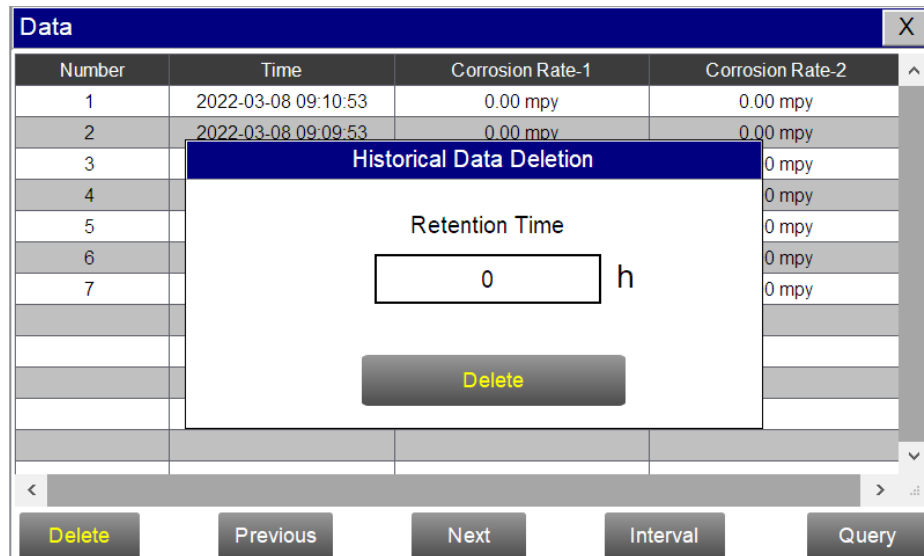 Data X
Number Time Corrosion Rate-1 Corrosion Rate-2
1 2022-03-08 09:10:53 0.00 mpy 0.00 mpy
2 2022-03-08 09:09:53 0.00 mpy 0.00 mpy
Historical Data Deletion
3 0 mpy
4 0 mpy
Retention Time
5 0 mpy
6 0 mpy
0 h
7 0 mpy
Delete
Delete Previous Next Interval Query